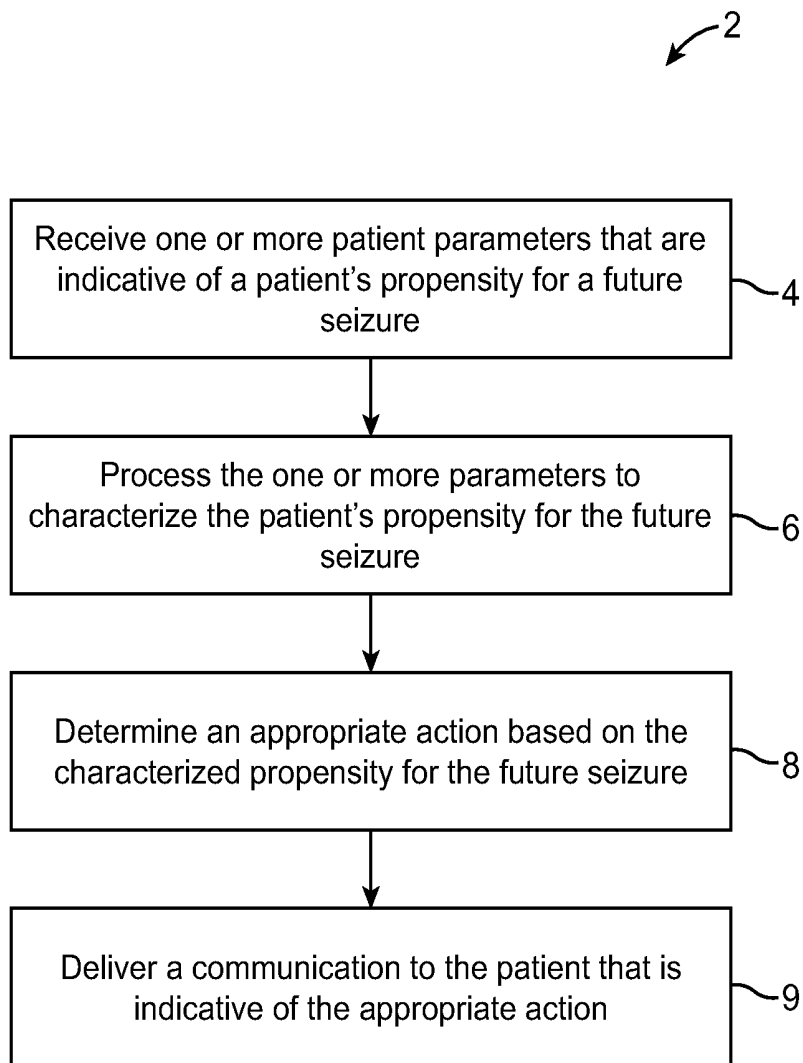 2
Receive one or more patient parameters that are
indicative of a patient's propensity for a future
seizure
4
Process the one or more parameters to
characterize the patient's propensity for the future
seizure
6
Determine an appropriate action based on the
characterized propensity for the future seizure
8
Deliver a communication to the patient that is
indicative of the appropriate action
9